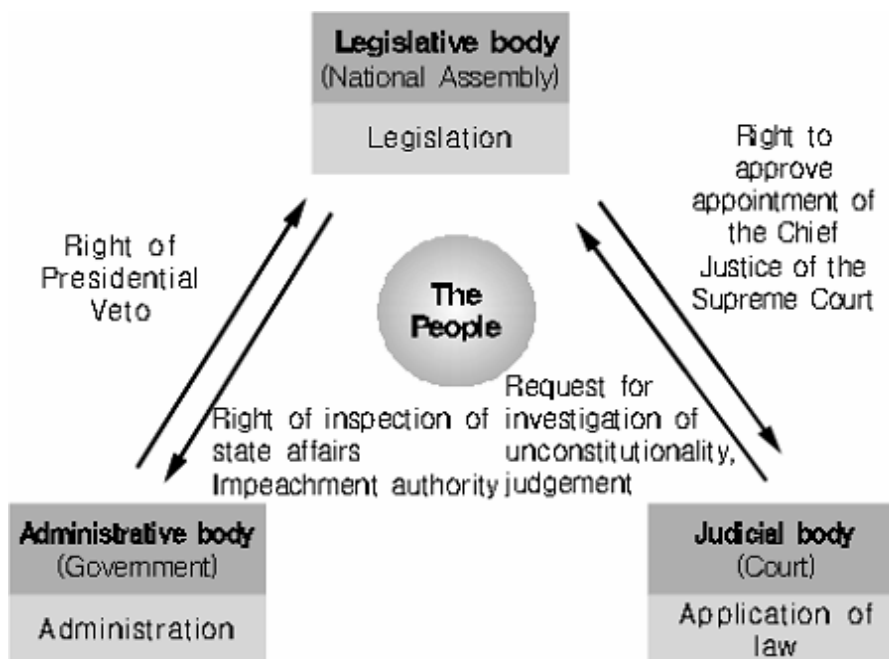 Legislative body
(National Assembly)
Legislation
Right of
Presidential
Veto
The
People
Right to
approve
appointment of
the Chief
Justice of the
Supreme Court
Right of inspection of
state affairs
Impeachment authority
Request for
investigation of
unconstitutionality,
judgement
Administrative body
(Government)
Administration
Judicial body
(Court)
Application of
law